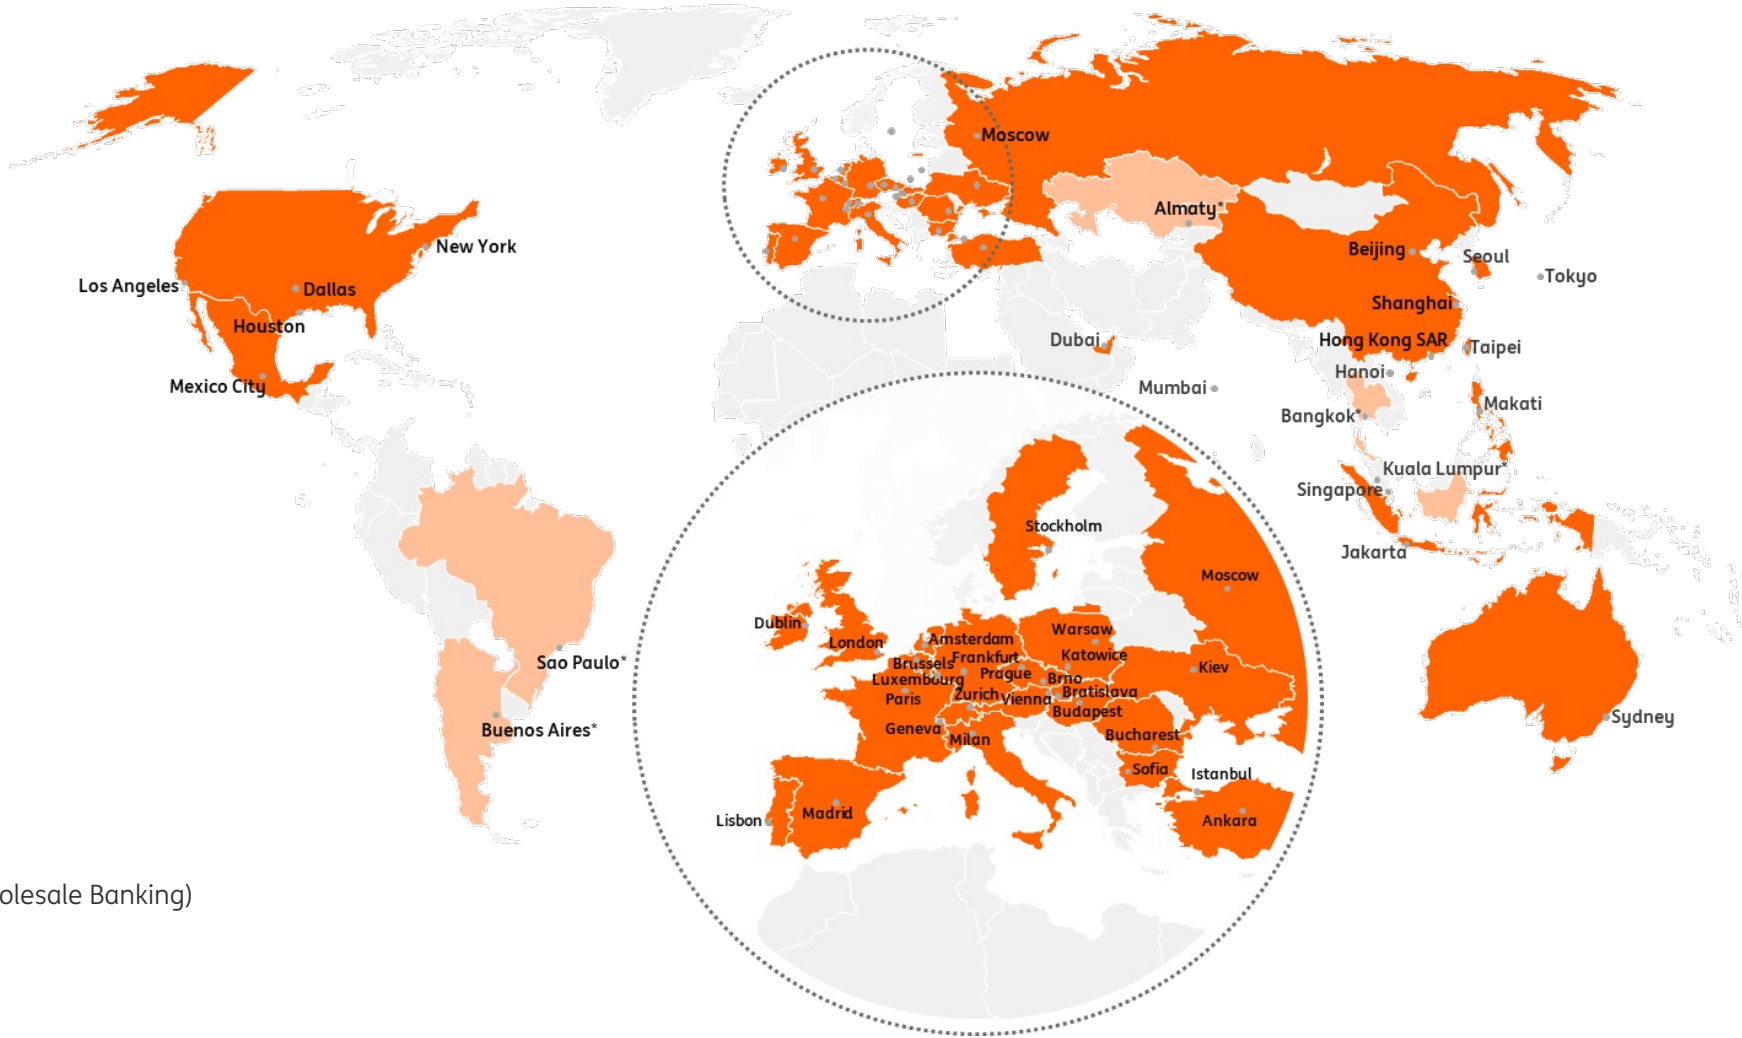 Moscow
Almaty*
New York
Beijing
Seoul
Tokyo
Los Angeles
Dallas
Shanghai
Houston
Dubai
Hong Kong SAR
Taipei
Hanoi
Mexico City
Mumbai
Makati
Bangkok*
Kuala Lumpur*
Singapore
Stockholm
Jakarta
Moscow
Dublin
Warsaw
London
Amsterdam
Frankfurt
Katowice
Brussels
Sao Paulo*
Kiev
Luxembourg
Prague
Brno
Paris
Zurich
Vienna
Bratislava
Budapest
Sydney
Buenos Aires*
Geneva
Milan
Bucharest
Sofia
Istanbul
Lisbon
Madrid
Ankara
olesale Banking)